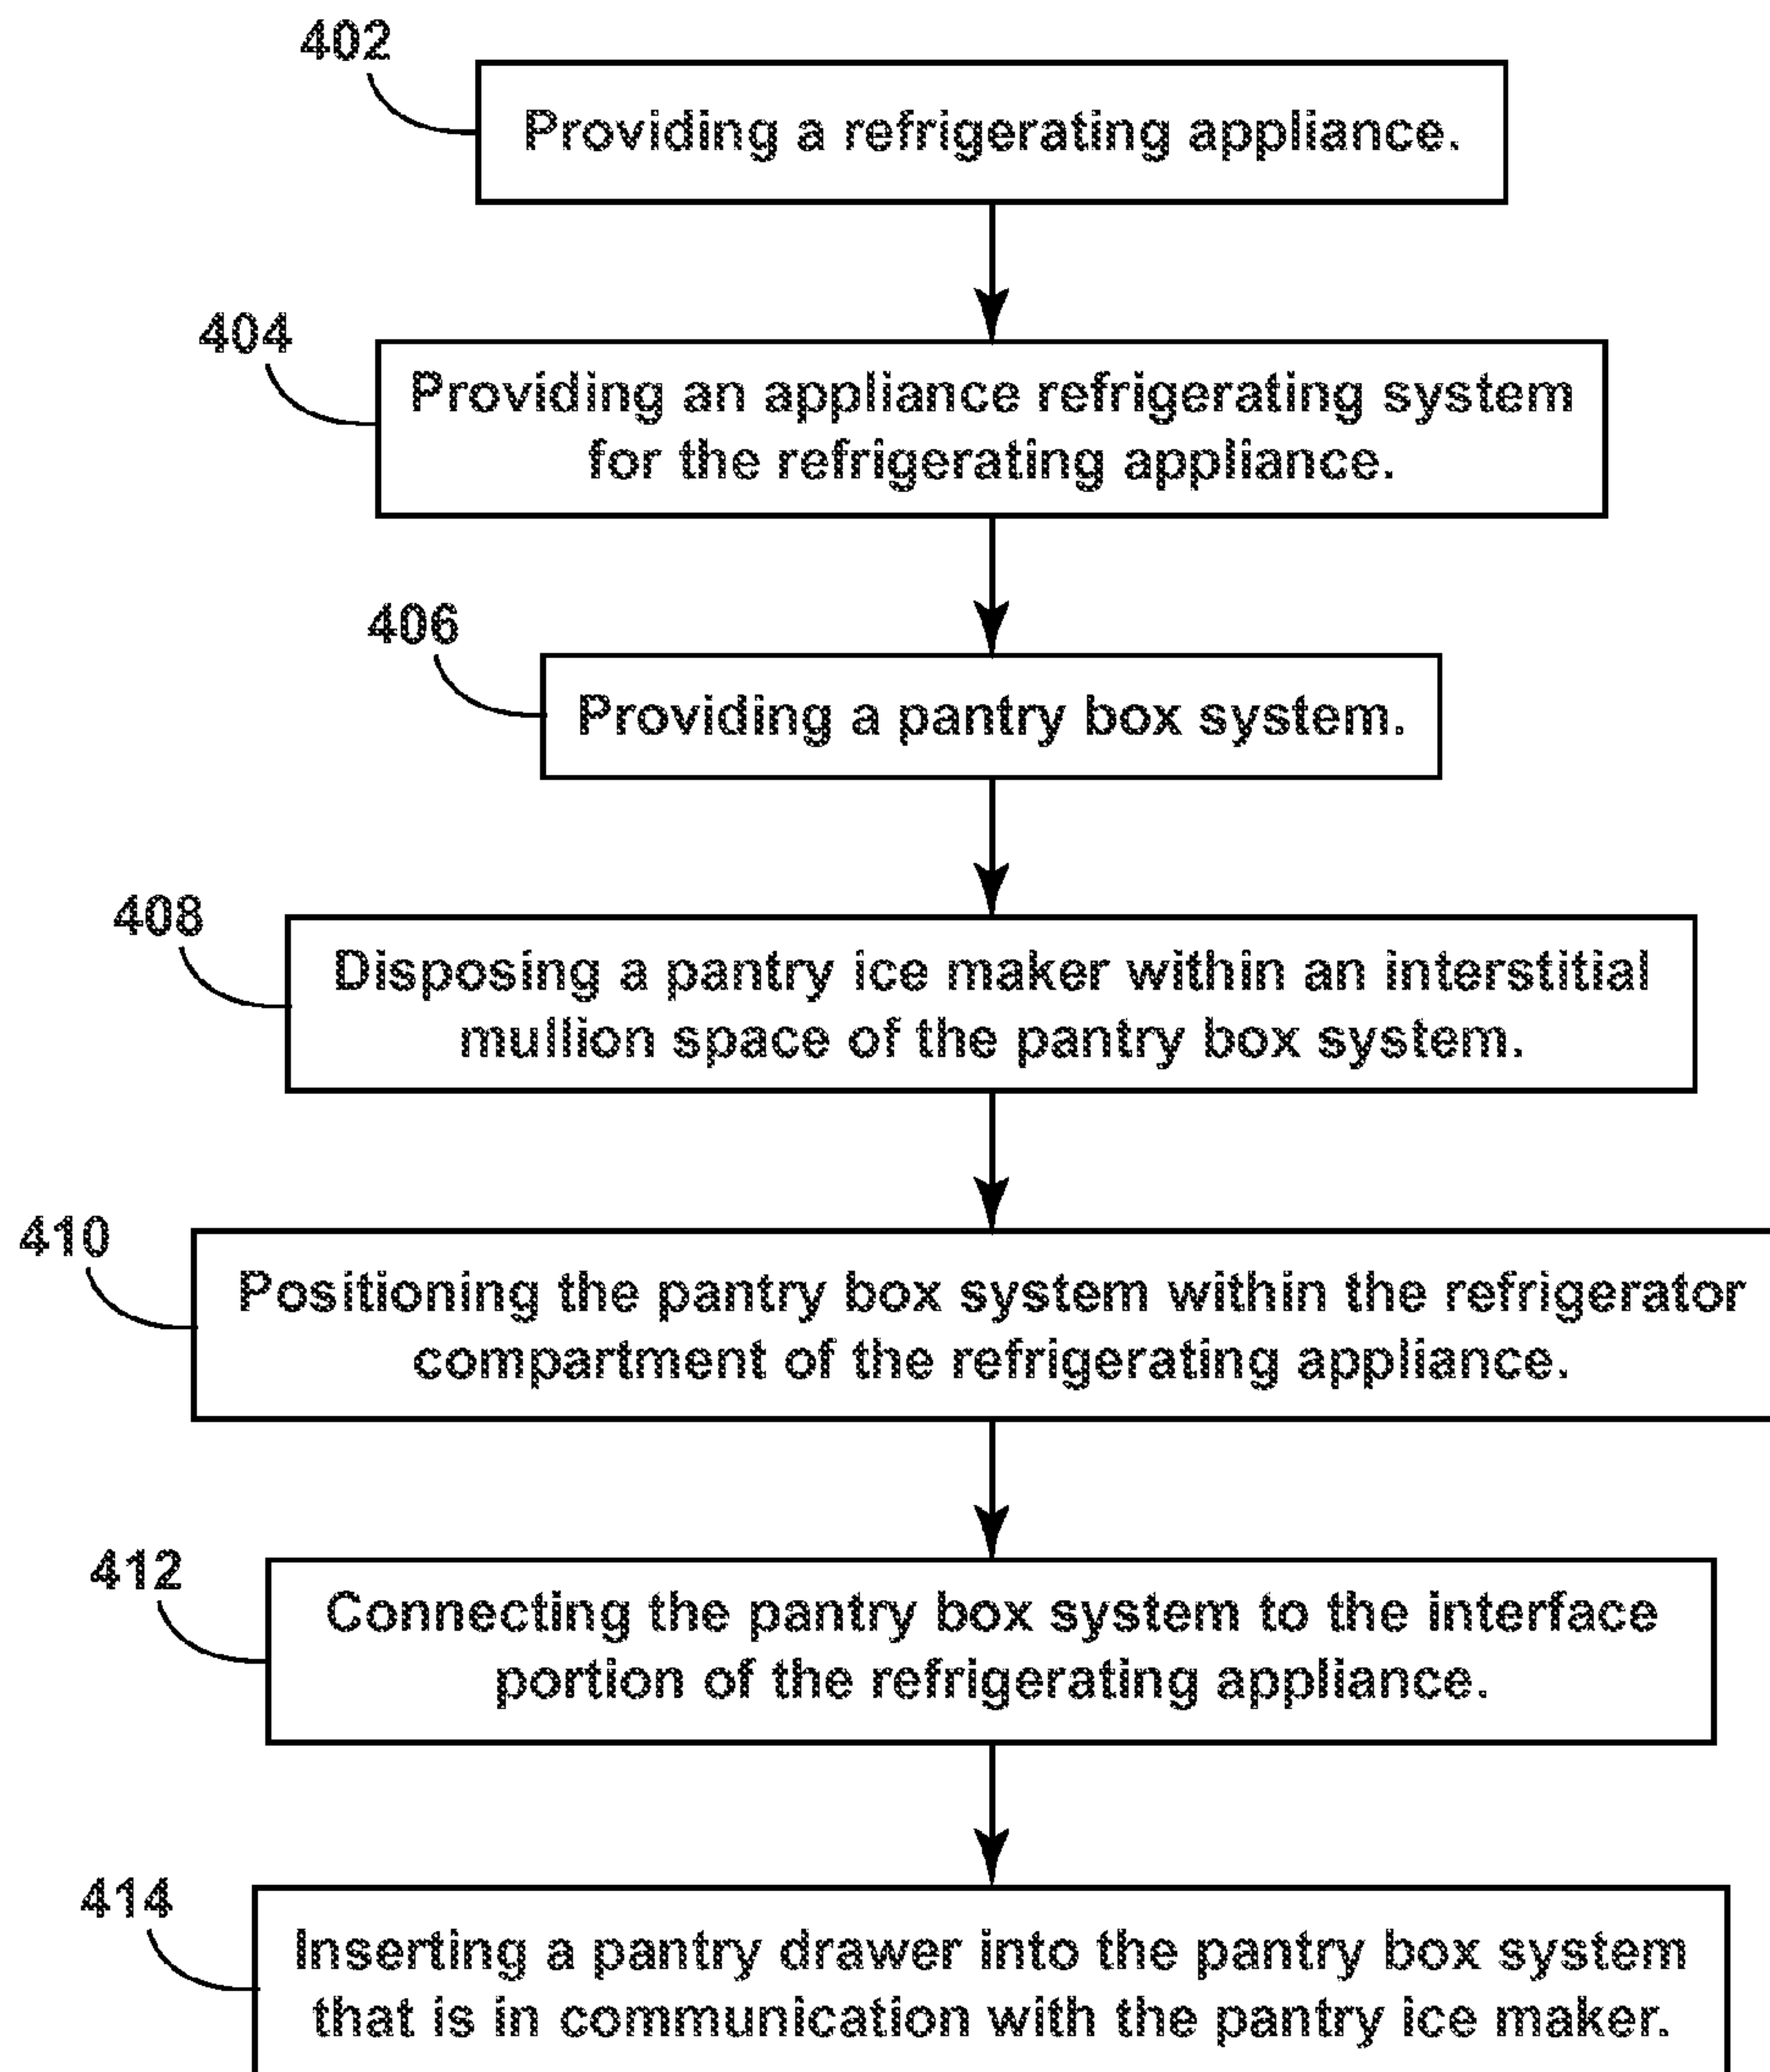 402
Providing a refrigerating appliance.
404
Providing an appliance refrigerating system
for the refrigerating appliance.
406
Providing a pantry box system.
408
Disposing a pantry ice maker within an interstitial
mullion space of the pantry box system.
410
Positioning the pantry box system within the refrigerator
compartment of the refrigerating appliance.
412
Connecting the pantry box system to the interface
portion of the refrigerating appliance.
414
Inserting a pantry drawer into the pantry box system
that is in communication with the pantry ice maker.